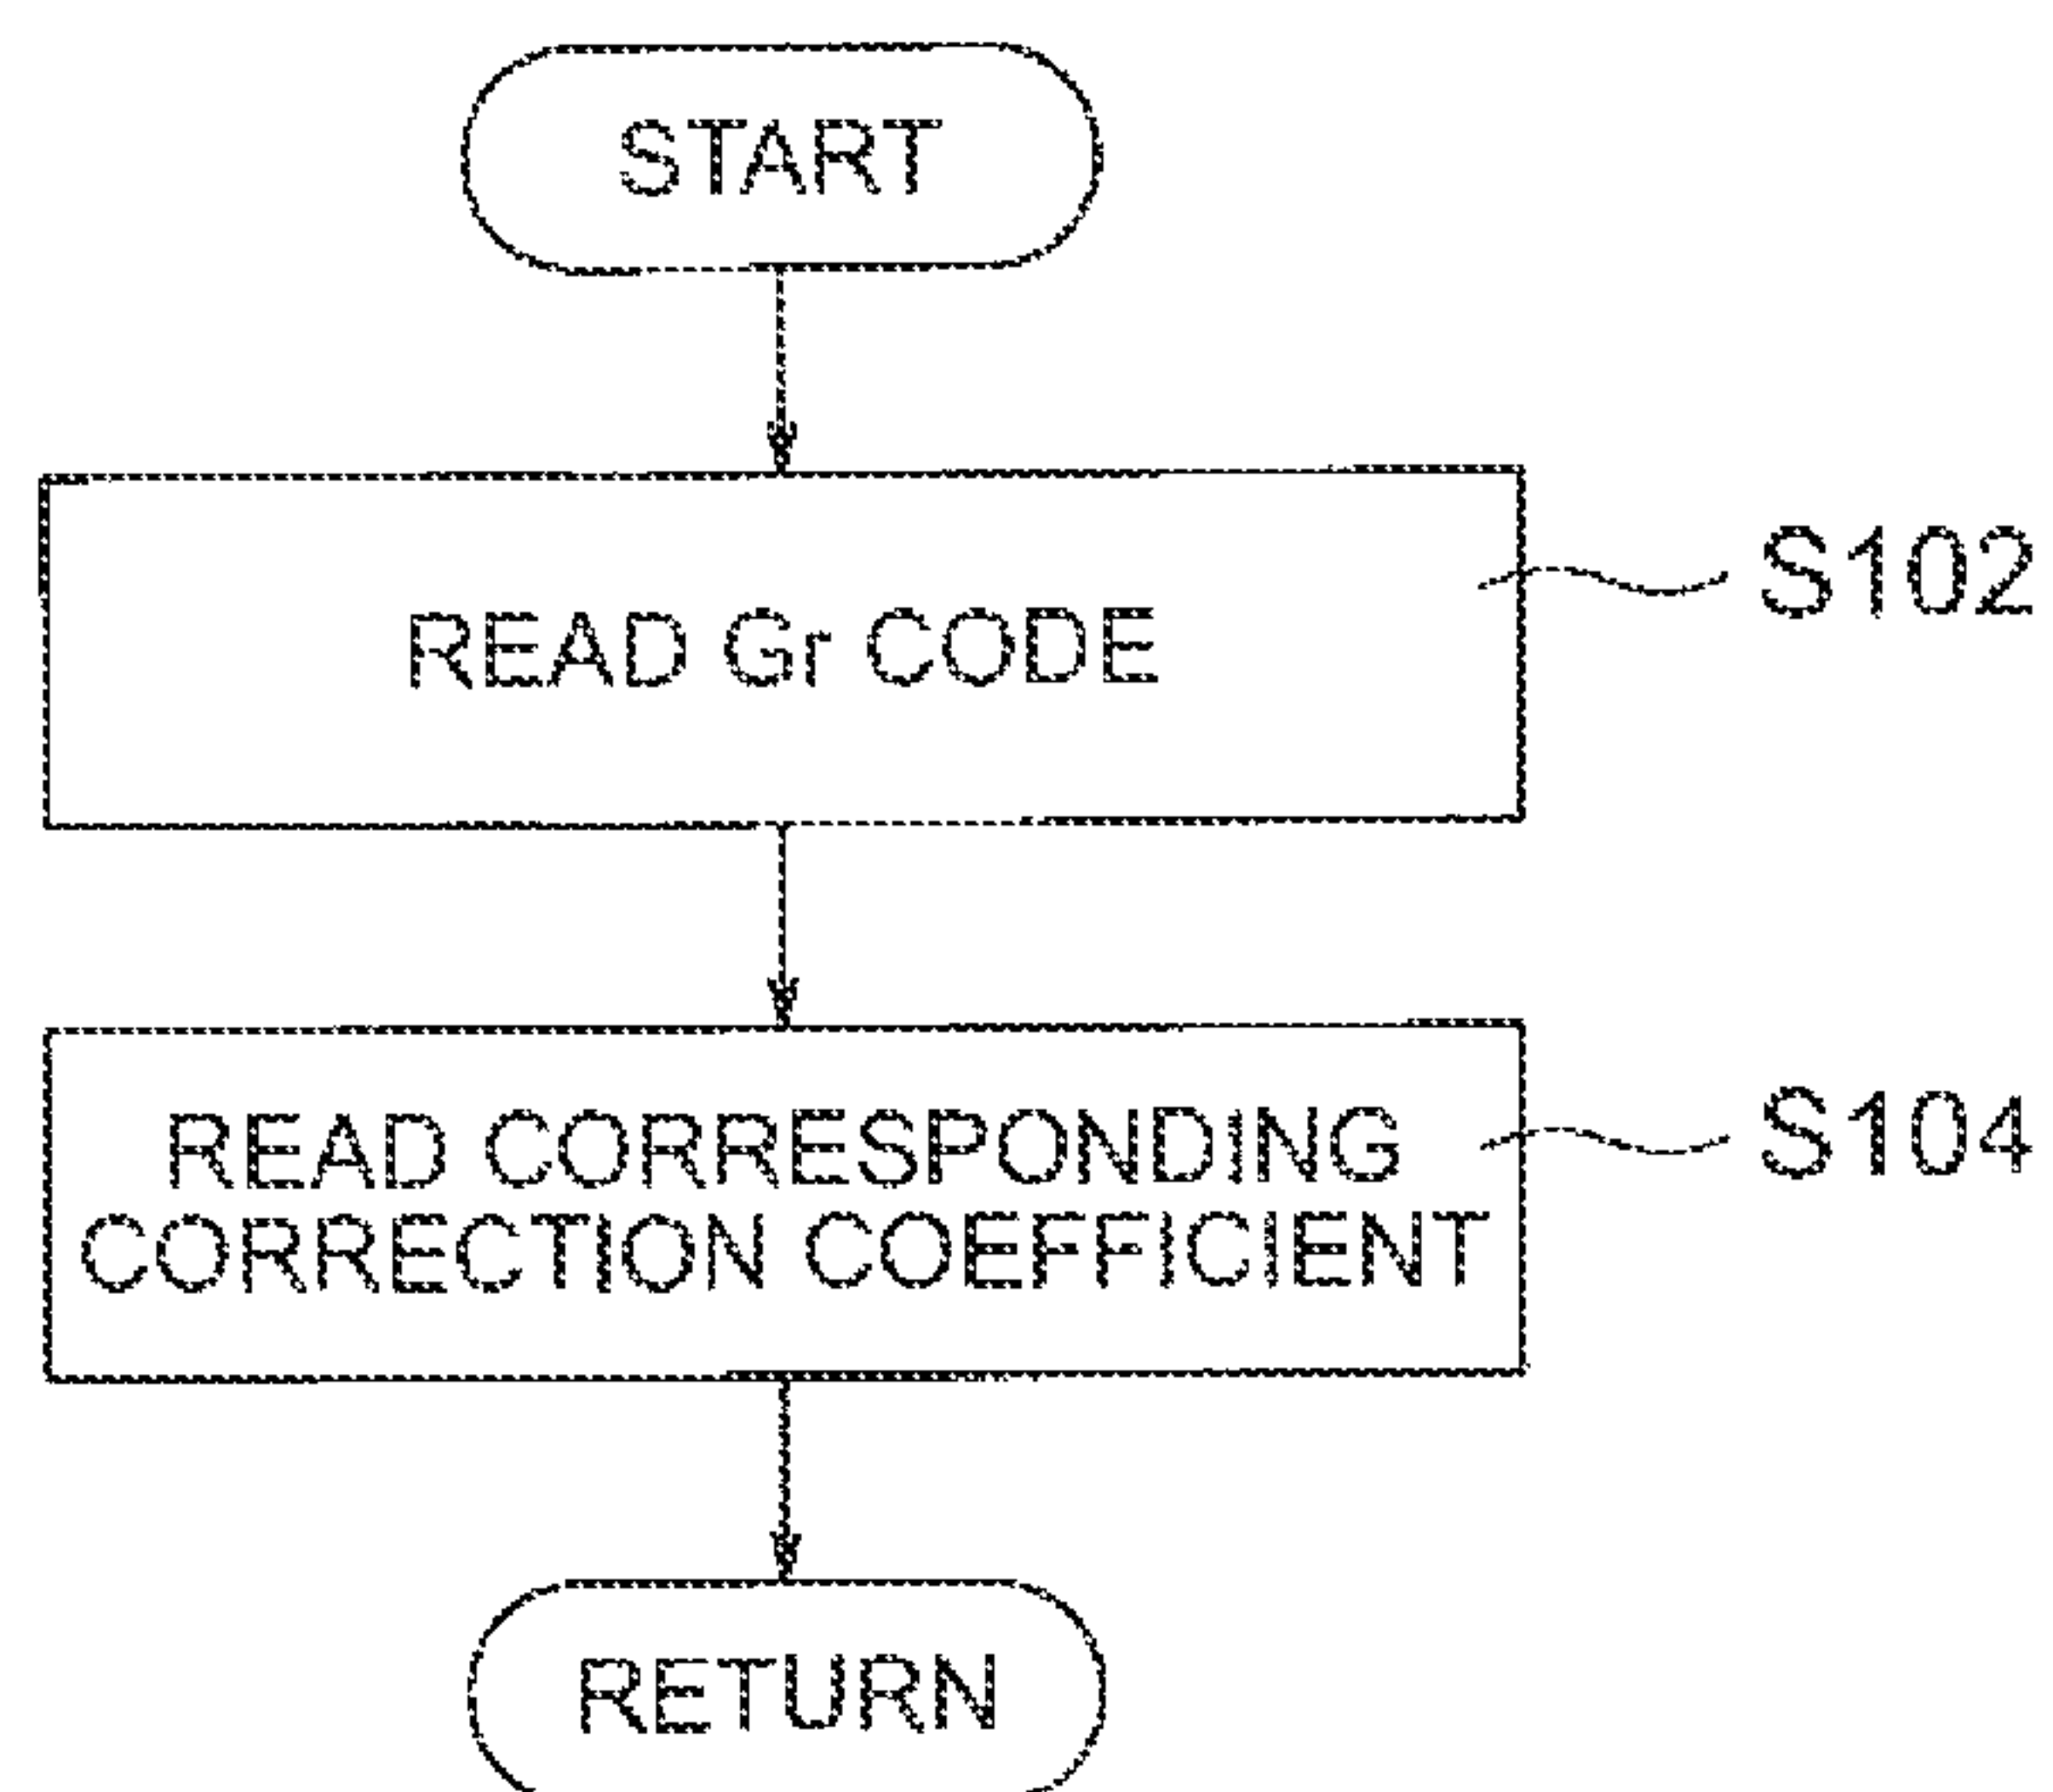 START
READ Gr CODE
S102
READ CORRESPONDING
CORRECTION COEFFICIENT
S104
RETURN